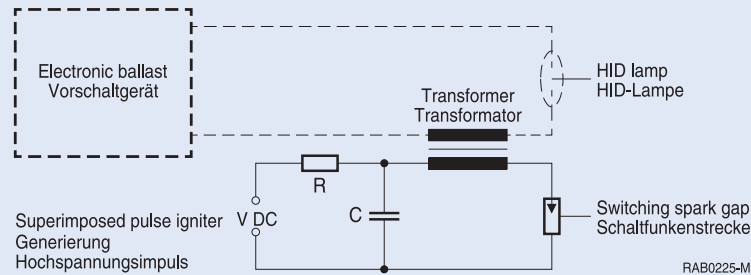 Electronic ballast
Vorschaltgerät
HID lamp
HID-Lampe
Transformer
Transformator
R
V DC
C
Switching spark gap
Schaltfunkenstrecke
Superimposed pulse igniter
Generierung
Hochspannungsimpuls
RAB0225-M